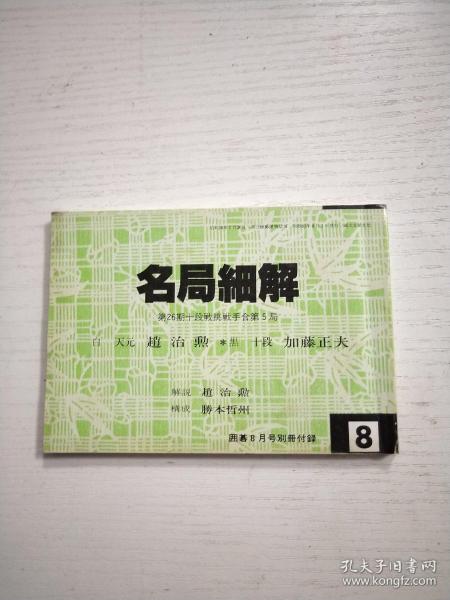 名局細解
第26期十段戦挑戦手合第5局
白 天元 趙治勲 * 黒 十段 加藤正夫
解説 趙治勲
構成 勝本哲州
囲碁8月号別冊付録
8
孔夫子旧书网
www.kongfz.com